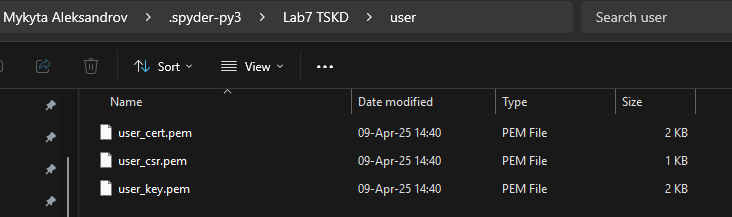 Mykyta Aleksandrov > .spyder-py3 > Lab7 TSKD > user Search user
Sort View •••
Name Date modified Type Size
user_cert.pem 09-Apr-25 14:40 PEM File 2 KB
user_csr.pem 09-Apr-25 14:40 PEM File 1 KB
user_key.pem 09-Apr-25 14:40 PEM File 2 KB